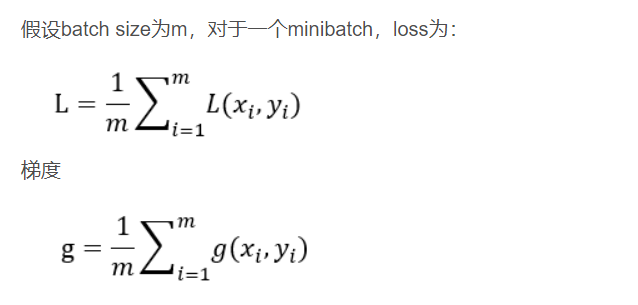 假设batch size为m，对于一个minibatch，loss为：
L = \frac{1}{m} \sum_{i=1}^{m} L(x_i, y_i)
梯度
g = \frac{1}{m} \sum_{i=1}^{m} g(x_i, y_i)